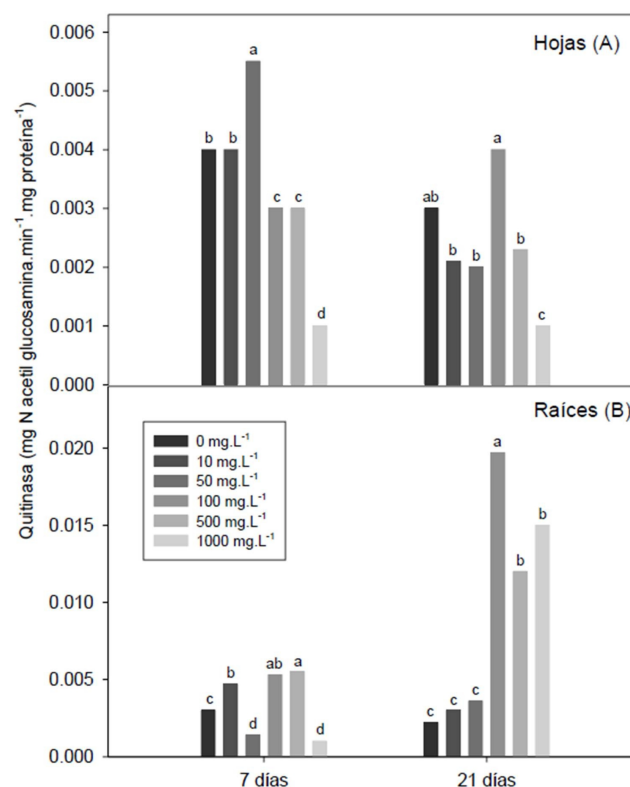 Quitinasa (mg N acetil glucosamina.min⁻¹.mg proteína⁻¹)
Hojas (A)
0.006
0.005
0.004
0.003
0.002
0.001
0.000
b b a c c d
ab b b a b c
Raíces (B)
0.020
0.015
0.010
0.005
0.000
0 mg.L⁻¹
10 mg.L⁻¹
50 mg.L⁻¹
100 mg.L⁻¹
500 mg.L⁻¹
1000 mg.L⁻¹
c b d ab a d
c c c a b b
7 días 21 días